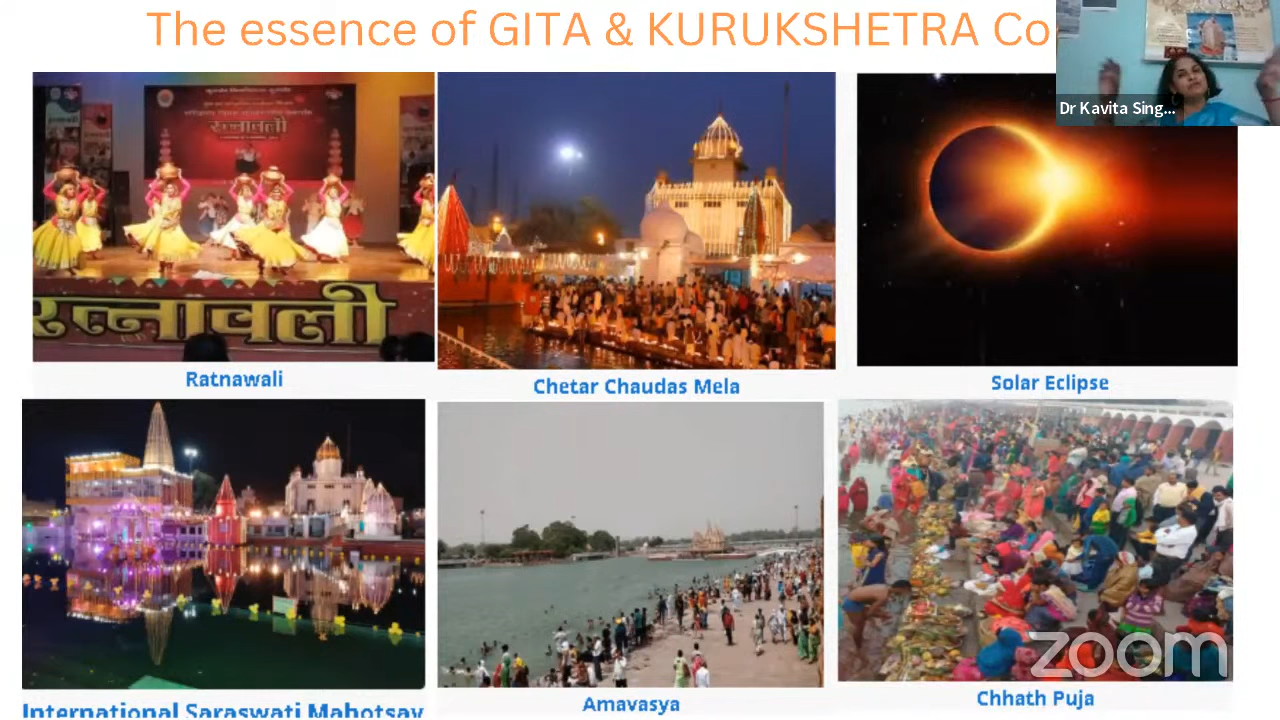 The essence of GITA & KURUKSHETRA Co
Dr Kavita Sing...
रत्नावली
रत्नावली
Ratnawali
Chetar Chaudas Mela
Solar Eclipse
International Saraswati Mahotsav
Amavasya
Chhath Puja
zoom